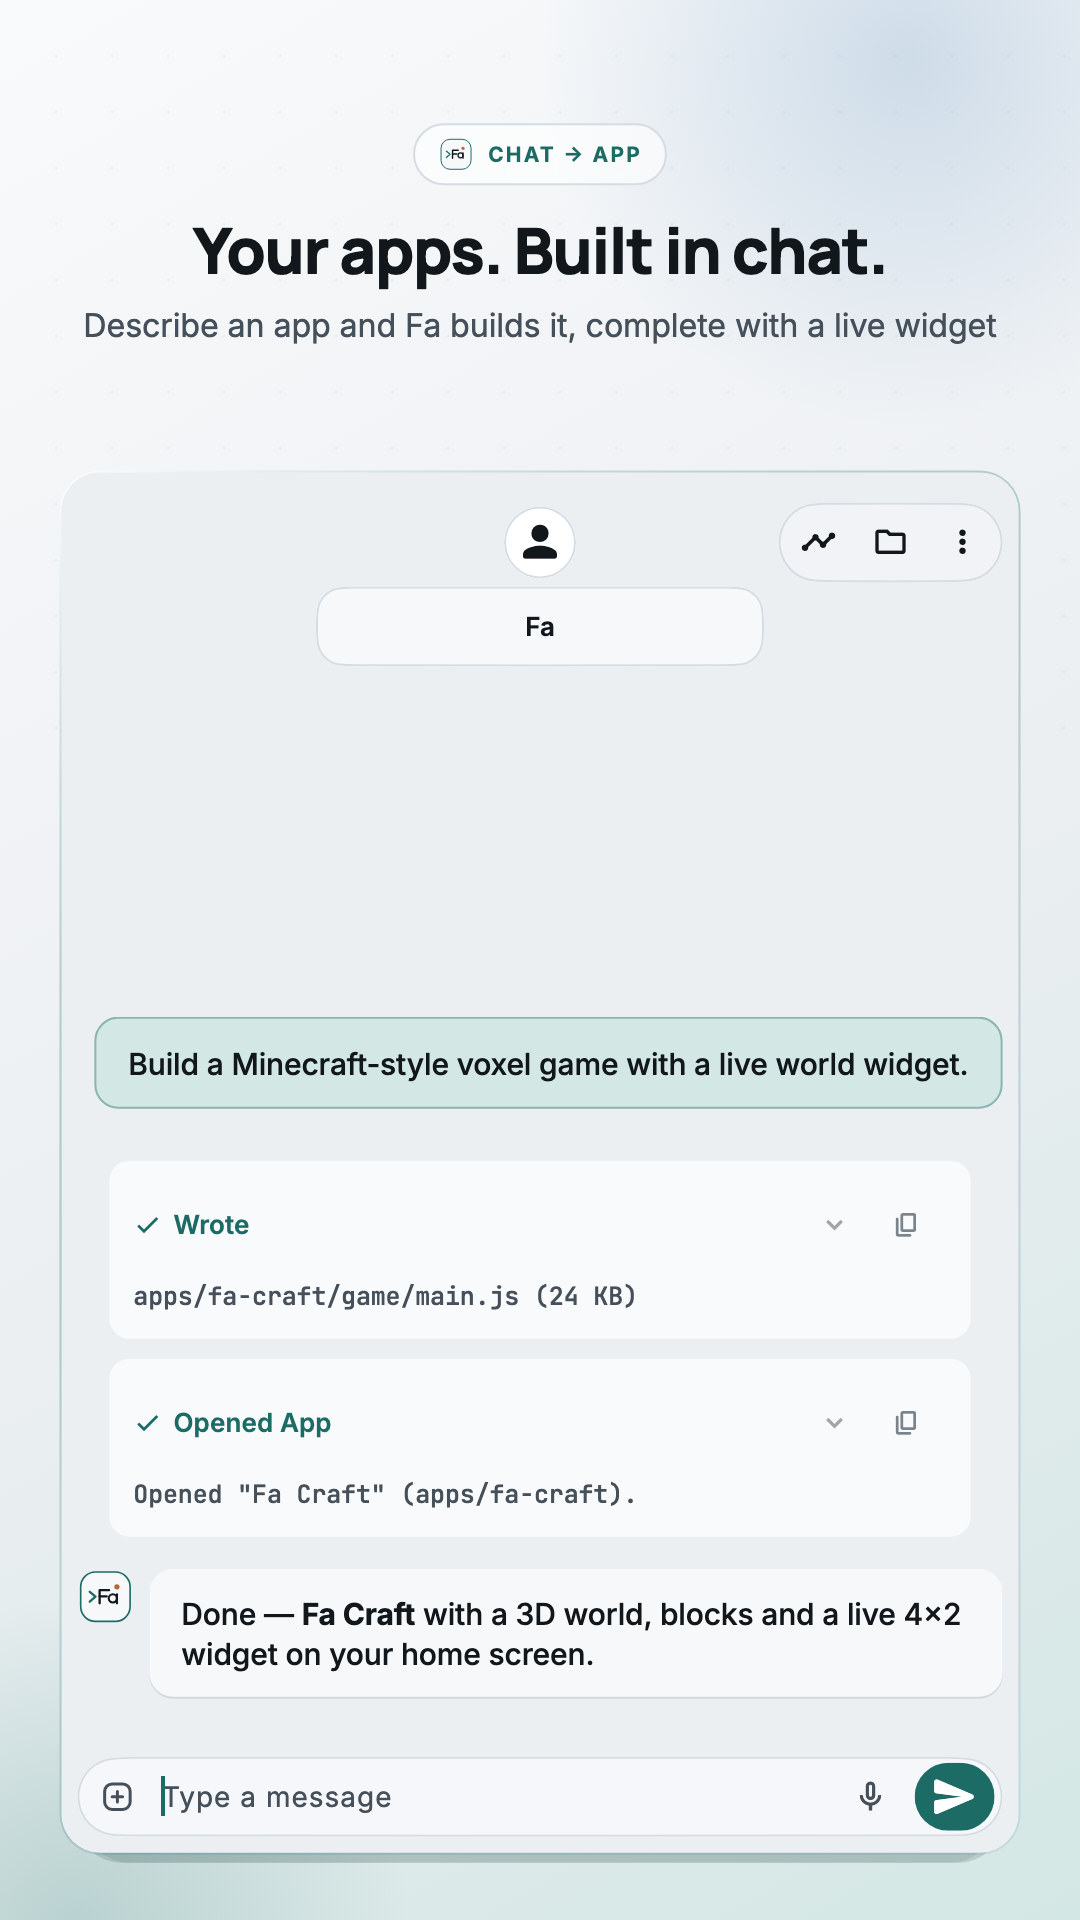 >Fa CHAT → APP
Your apps. Built in chat.
Describe an app and Fa builds it, complete with a live widget
Fa
Build a Minecraft-style voxel game with a live world widget.
Wrote
apps/fa-craft/game/main.js (24 KB)
Opened App
Opened "Fa Craft" (apps/fa-craft).
>Fa
Done — Fa Craft with a 3D world, blocks and a live 4×2
widget on your home screen.
Type a message